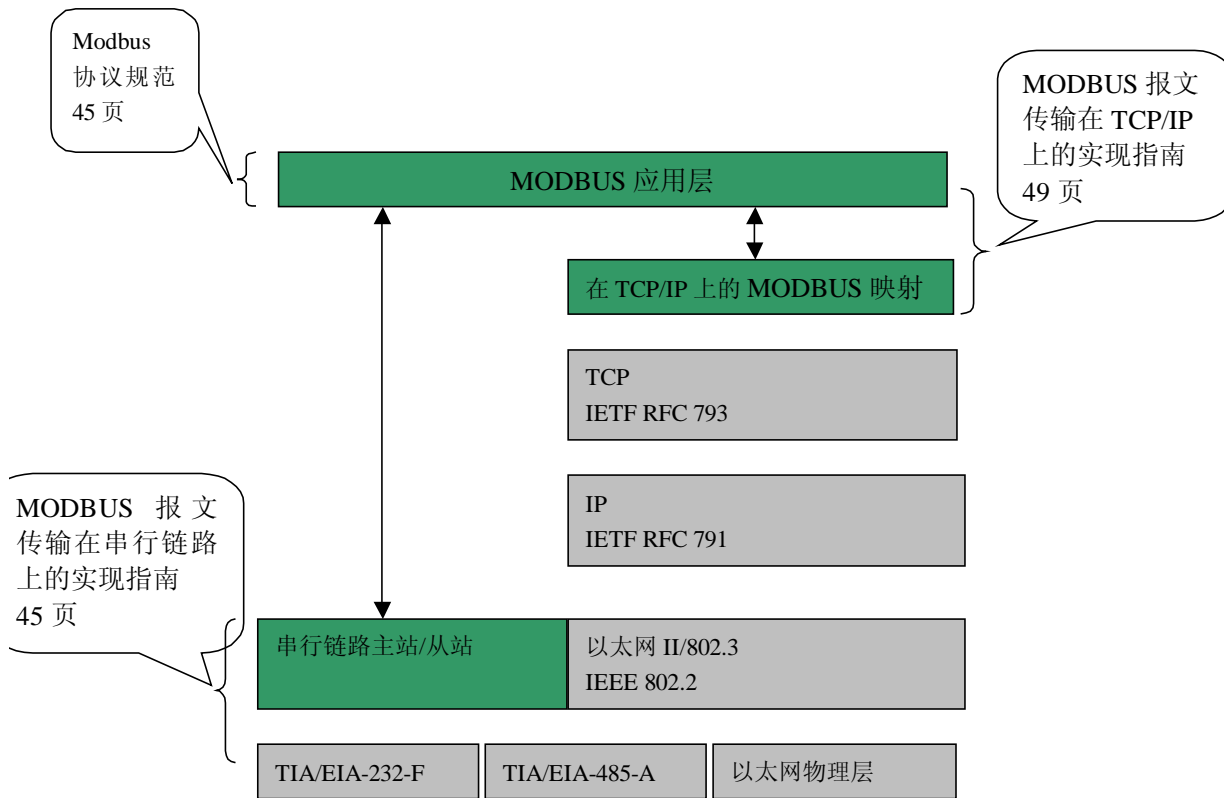 Modbus
协议规范
45 页
MODBUS 报文
传输在 TCP/IP
上的实现指南
49 页
MODBUS 应用层
在 TCP/IP 上的 MODBUS 映射
TCP
IETF RFC 793
IP
IETF RFC 791
MODBUS 报 文
传输在串行链路
上的实现指南
45 页
串行链路主站/从站
以太网 II/802.3
IEEE 802.2
TIA/EIA-232-F
TIA/EIA-485-A
以太网物理层